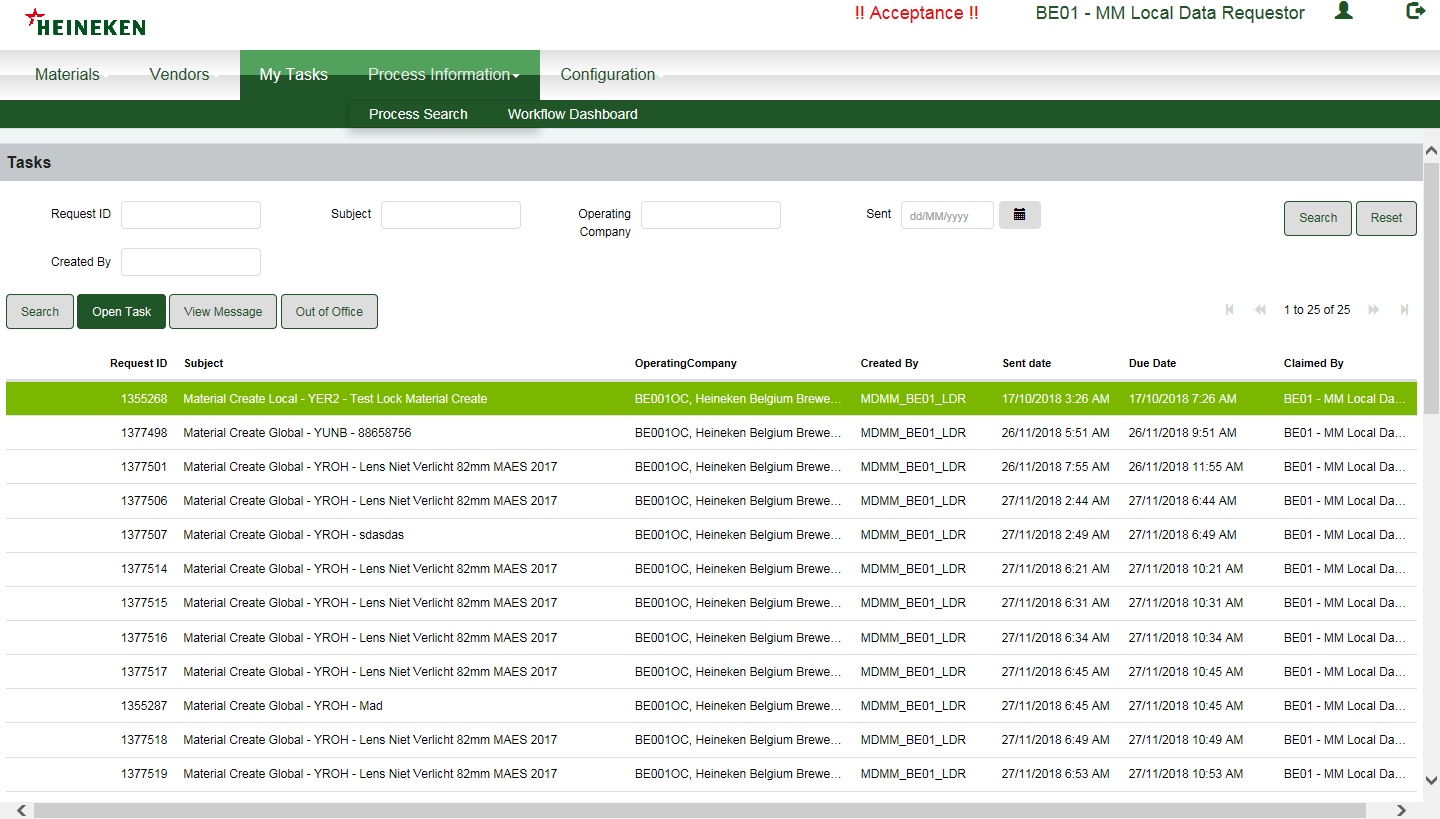 HEINEKEN
!! Acceptance !! BE01 - MM Local Data Requestor
Materials Vendors My Tasks Process Information Configuration
Process Search Workflow Dashboard
Tasks
Request ID Subject Operating Company Sent dd/MM/yyyy Search Reset
Created By
Search Open Task View Message Out of Office 1 to 25 of 25
Request ID Subject OperatingCompany Created By Sent date Due Date Claimed By
1355268 Material Create Local - YER2 - Test Lock Material Create BE001OC, Heineken Belgium Brewe... MDMM_BE01_LDR 17/10/2018 3:26 AM 17/10/2018 7:26 AM BE01 - MM Local Da...
1377498 Material Create Global - YUNB - 88658756 BE001OC, Heineken Belgium Brewe... MDMM_BE01_LDR 26/11/2018 5:51 AM 26/11/2018 9:51 AM BE01 - MM Local Da...
1377501 Material Create Global - YROH - Lens Niet Verlicht 82mm MAES 2017 BE001OC, Heineken Belgium Brewe... MDMM_BE01_LDR 26/11/2018 7:55 AM 26/11/2018 11:55 AM BE01 - MM Local Da...
1377506 Material Create Global - YROH - Lens Niet Verlicht 82mm MAES 2017 BE001OC, Heineken Belgium Brewe... MDMM_BE01_LDR 27/11/2018 2:44 AM 27/11/2018 6:44 AM BE01 - MM Local Da...
1377507 Material Create Global - YROH - sdasdas BE001OC, Heineken Belgium Brewe... MDMM_BE01_LDR 27/11/2018 2:49 AM 27/11/2018 6:49 AM BE01 - MM Local Da...
1377514 Material Create Global - YROH - Lens Niet Verlicht 82mm MAES 2017 BE001OC, Heineken Belgium Brewe... MDMM_BE01_LDR 27/11/2018 6:21 AM 27/11/2018 10:21 AM BE01 - MM Local Da...
1377515 Material Create Global - YROH - Lens Niet Verlicht 82mm MAES 2017 BE001OC, Heineken Belgium Brewe... MDMM_BE01_LDR 27/11/2018 6:31 AM 27/11/2018 10:31 AM BE01 - MM Local Da...
1377516 Material Create Global - YROH - Lens Niet Verlicht 82mm MAES 2017 BE001OC, Heineken Belgium Brewe... MDMM_BE01_LDR 27/11/2018 6:34 AM 27/11/2018 10:34 AM BE01 - MM Local Da...
1377517 Material Create Global - YROH - Lens Niet Verlicht 82mm MAES 2017 BE001OC, Heineken Belgium Brewe... MDMM_BE01_LDR 27/11/2018 6:45 AM 27/11/2018 10:45 AM BE01 - MM Local Da...
1355287 Material Create Global - YROH - Mad BE001OC, Heineken Belgium Brewe... MDMM_BE01_LDR 27/11/2018 6:45 AM 27/11/2018 10:45 AM BE01 - MM Local Da...
1377518 Material Create Global - YROH - Lens Niet Verlicht 82mm MAES 2017 BE001OC, Heineken Belgium Brewe... MDMM_BE01_LDR 27/11/2018 6:49 AM 27/11/2018 10:49 AM BE01 - MM Local Da...
1377519 Material Create Global - YROH - Lens Niet Verlicht 82mm MAES 2017 BE001OC, Heineken Belgium Brewe... MDMM_BE01_LDR 27/11/2018 6:53 AM 27/11/2018 10:53 AM BE01 - MM Local Da...